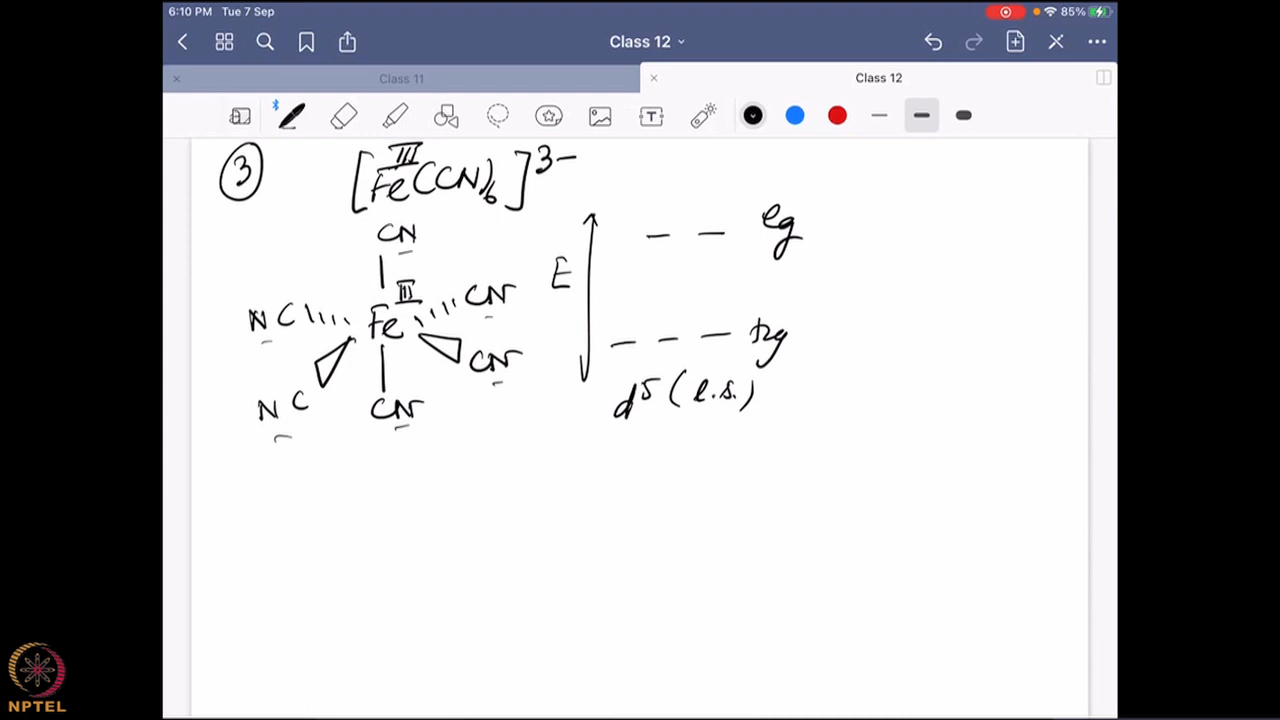 6:10 PM Tue 7 Sep
85%
Class 12
Class 11
Class 12
T
3
[Fe(CN)6]3-
III
CN
III
NC
Fe
CN
CN
NC
CN
E
eg
t2g
d5 (l.s.)
NPTEL